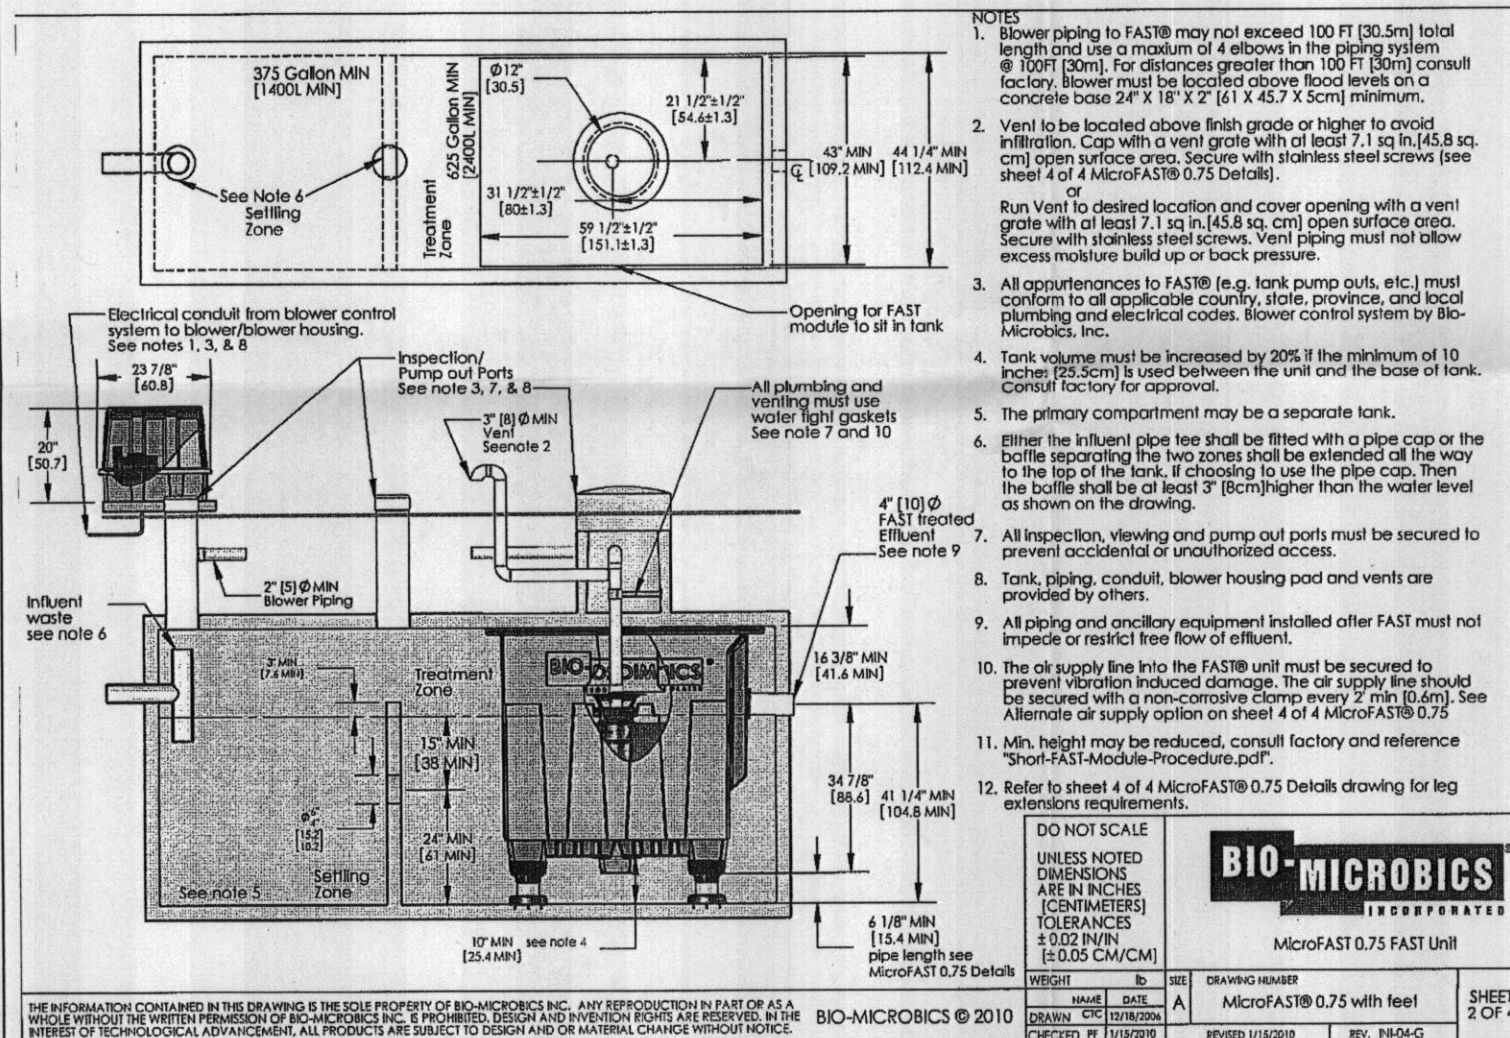 375 Gallon MIN
[1400L MIN]
Ø12"
[30.5]
625 Gallon MIN
[2400L MIN]
Treatment
Zone
21 1/2"±1/2"
[54.6±1.3]
43" MIN
[109.2 MIN]
44 1/4" MIN
[112.4 MIN]
31 1/2"±1/2"
[80±1.3]
59 1/2"±1/2"
[151.1±1.3]
See Note 6
Settling
Zone
Opening for FAST
module to sit in tank
Electrical conduit from blower control
system to blower/blower housing.
See notes 1, 3, & 8
23 7/8"
[60.8]
20"
[50.7]
Inspection/
Pump out Ports
See note 3, 7, & 8
3" [8] Ø MIN
Vent
Seenote 2
All plumbing and
venting must use
water tight gaskets
See note 7 and 10
4" [10] Ø
FAST treated
Effluent
See note 9
2" [5] Ø MIN
Blower Piping
Influent
waste
see note 6
3" MIN
[7.6 MIN]
Treatment
Zone
BIO-
16 3/8" MIN
[41.6 MIN]
15" MIN
[38 MIN]
34 7/8"
[88.6]
41 1/4" MIN
[104.8 MIN]
[15.2]
[10.2]
24" MIN
[61 MIN]
Settling
Zone
See note 5
10" MIN see note 4
[25.4 MIN]
6 1/8" MIN
[15.4 MIN]
pipe length see
MicroFAST 0.75 Details
NOTES
1. Blower piping to FAST® may not exceed 100 FT [30.5m] total
length and use a maxium of 4 elbows in the piping system
@ 100FT [30m]. For distances greater than 100 FT [30m] consult
factory. Blower must be located above flood levels on a
concrete base 24" X 18" X 2" [61 X 45.7 X 5cm] minimum.
2. Vent to be located above finish grade or higher to avoid
infiltration. Cap with a vent grate with at least 7.1 sq in.[45.8 sq.
cm] open surface area. Secure with stainless steel screws (see
sheet 4 of 4 MicroFAST® 0.75 Details).
or
Run Vent to desired location and cover opening with a vent
grate with at least 7.1 sq in.[45.8 sq. cm] open surface area.
Secure with stainless steel screws. Vent piping must not allow
excess moisture build up or back pressure.
3. All appurtenances to FAST® (e.g. tank pump outs, etc.) must
conform to all applicable country, state, province, and local
plumbing and electrical codes. Blower control system by Bio-
Microbics, Inc.
4. Tank volume must be increased by 20% if the minimum of 10
inches [25.5cm] is used between the unit and the base of tank.
Consult factory for approval.
5. The primary compartment may be a separate tank.
6. Either the influent pipe tee shall be fitted with a pipe cap or the
baffle separating the two zones shall be extended all the way
to the top of the tank. If choosing to use the pipe cap. Then
the baffle shall be at least 3" [8cm]higher than the water level
as shown on the drawing.
7. All inspection, viewing and pump out ports must be secured to
prevent accidental or unauthorized access.
8. Tank, piping, conduit, blower housing pad and vents are
provided by others.
9. All piping and ancillary equipment installed after FAST must not
impede or restrict free flow of effluent.
10. The air supply line into the FAST® unit must be secured to
prevent vibration induced damage. The air supply line should
be secured with a non-corrosive clamp every 2' min [0.6m]. See
Alternate air supply option on sheet 4 of 4 MicroFAST® 0.75
11. Min. height may be reduced, consult factory and reference
"Short-FAST-Module-Procedure.pdf".
12. Refer to sheet 4 of 4 MicroFAST® 0.75 Details drawing for leg
extensions requirements.
DO NOT SCALE
UNLESS NOTED
DIMENSIONS
ARE IN INCHES
[CENTIMETERS]
TOLERANCES
± 0.02 IN/IN
[± 0.05 CM/CM]
BIO-MICROBICS®
INCORPORATED
MicroFAST 0.75 FAST Unit
WEIGHT lb
NAME DATE
DRAWN CTC 12/18/2006
CHECKED PF 1/15/2010
SIZE
A
DRAWING NUMBER
MicroFAST® 0.75 with feet
REVISED 1/15/2010
REV. INI-04-G
SHEET
2 OF 4
THE INFORMATION CONTAINED IN THIS DRAWING IS THE SOLE PROPERTY OF BIO-MICROBICS INC. ANY REPRODUCTION IN PART OR AS A
WHOLE WITHOUT THE WRITTEN PERMISSION OF BIO-MICROBICS INC. IS PROHIBITED. DESIGN AND INVENTION RIGHTS ARE RESERVED. IN THE
INTEREST OF TECHNOLOGICAL ADVANCEMENT, ALL PRODUCTS ARE SUBJECT TO DESIGN AND OR MATERIAL CHANGE WITHOUT NOTICE.
BIO-MICROBICS © 2010